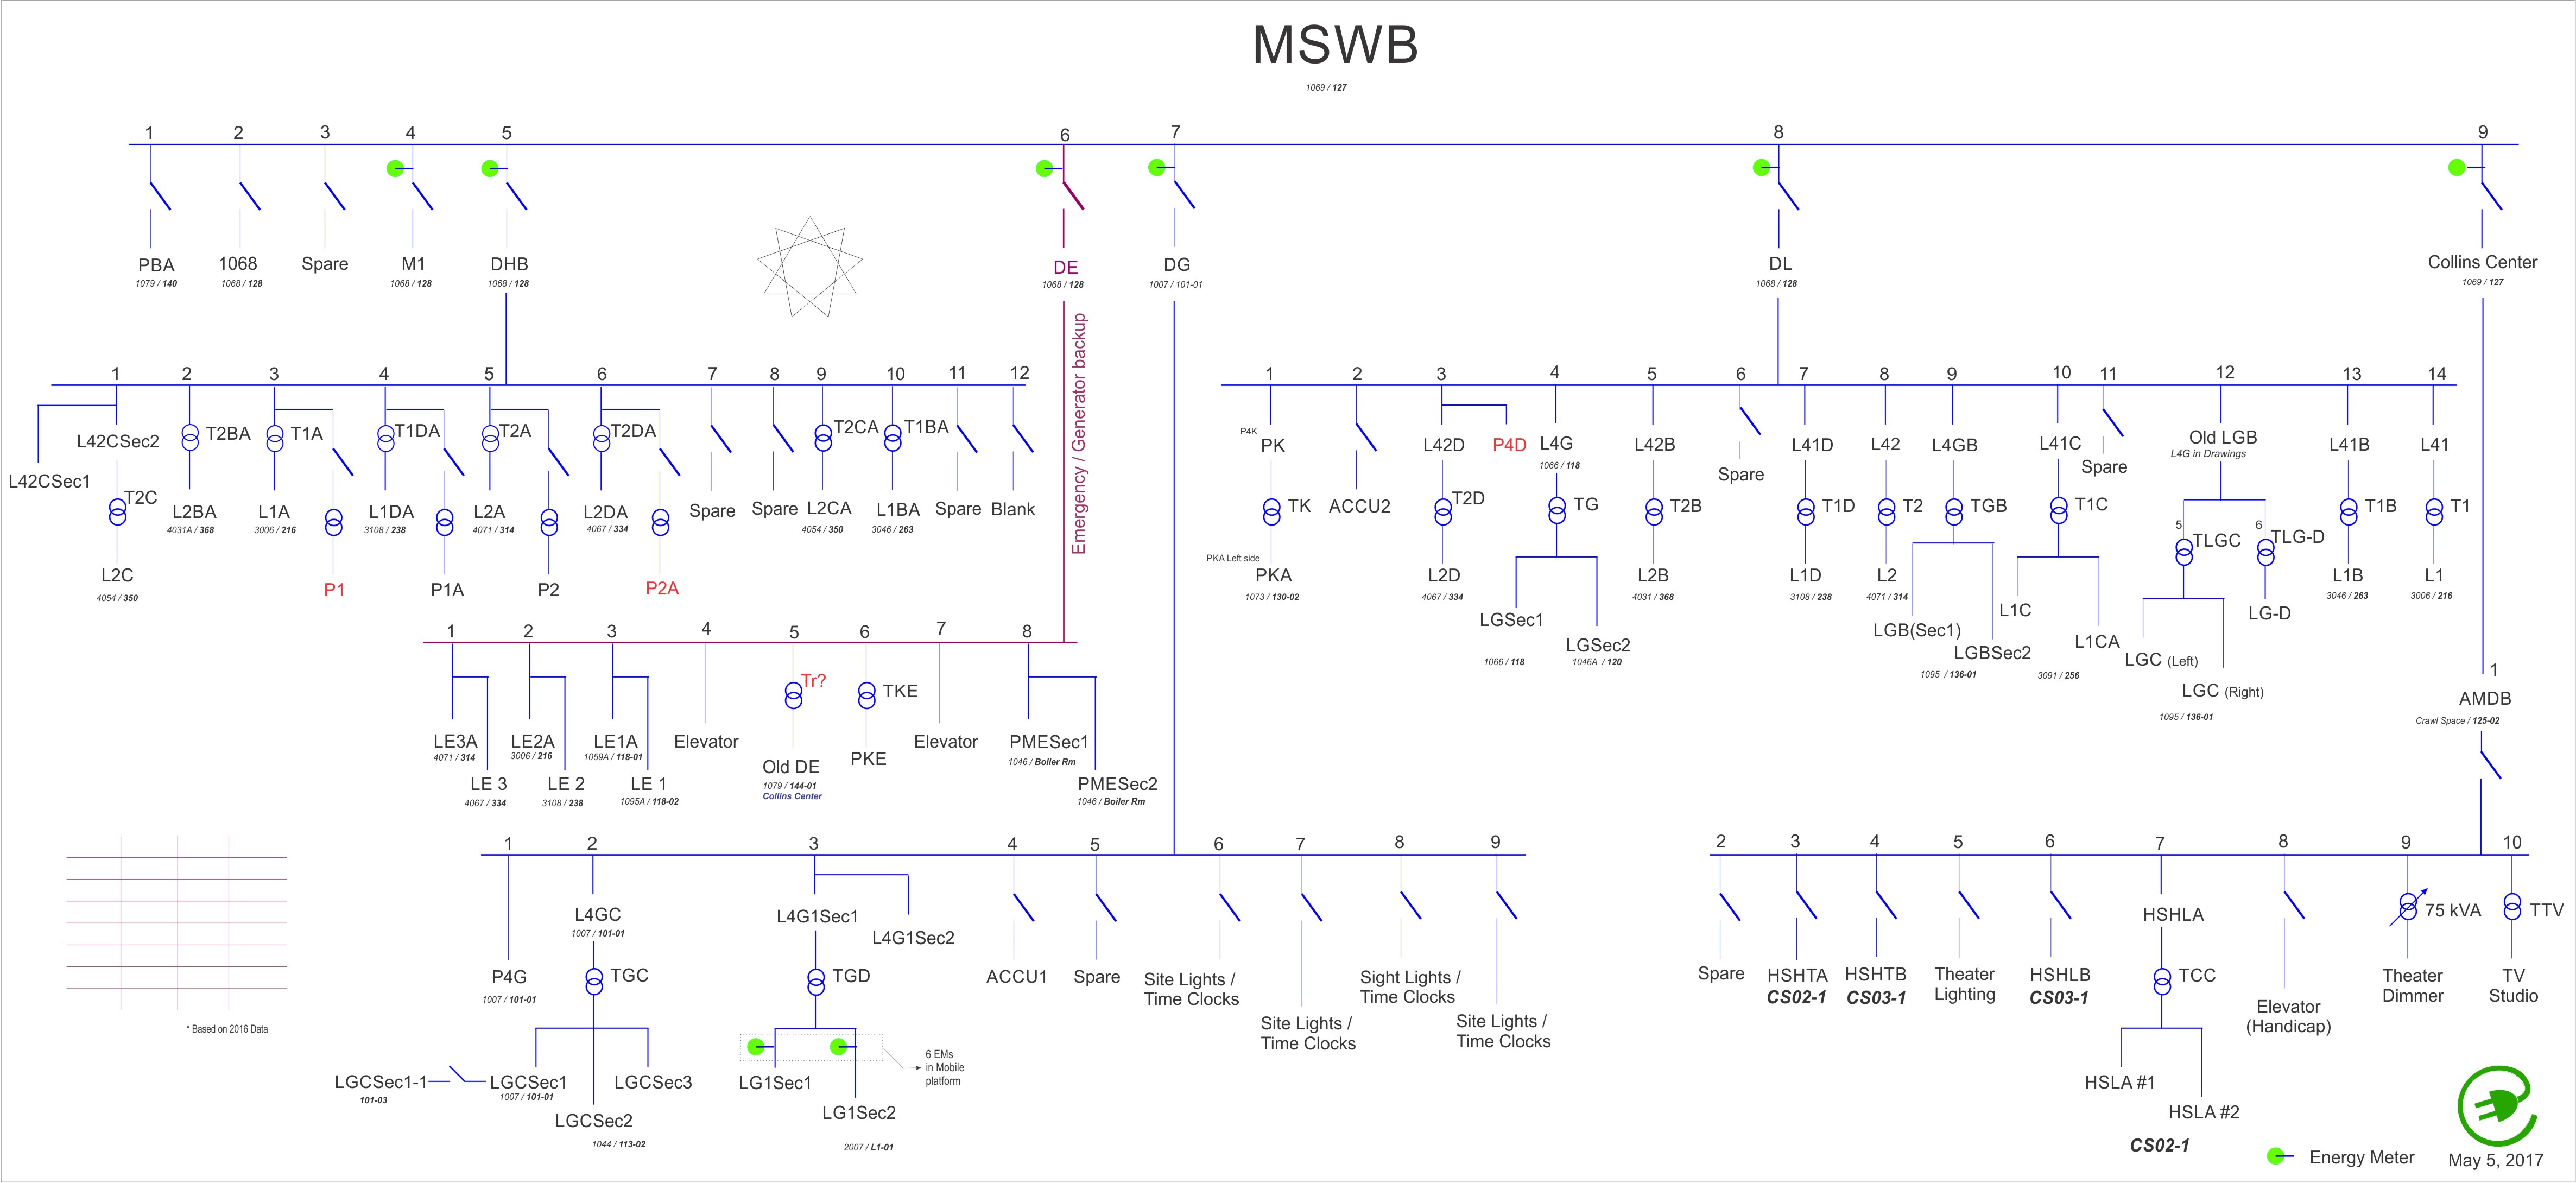 MSWB
1069 / 127
1 2 3 4 5 6 7 8 9
PBA
1079 / 140
1068
1068 / 128
Spare
M1
1068 / 128
DHB
1068 / 128
DE
1068 / 128
DG
1007 / 101-01
DL
1068 / 128
Collins Center
1069 / 127
Emergency / Generator backup
1 2 3 4 5 6 7 8 9 10 11 12
L42CSec1
L42CSec2
T2C
L2C
4054 / 350
T2BA
L2BA
4031A / 368
T1A
L1A
3006 / 216
P1
T1DA
L1DA
3108 / 238
P1A
T2A
L2A
4071 / 314
P2
T2DA
L2DA
4067 / 334
P2A
Spare
Spare
T2CA
L2CA
4054 / 350
T1BA
L1BA
3046 / 263
Spare
Blank
1 2 3 4 5 6 7 8 9 10 11 12 13 14
P4K
PK
TK
PKA Left side
PKA
1073 / 130-02
ACCU2
L42D
T2D
L2D
4067 / 334
P4D
L4G
1066 / 118
TG
LGSec1
1066 / 118
LGSec2
1046A / 120
L42B
T2B
L2B
4031 / 368
Spare
L41D
T1D
L1D
3108 / 238
L42
T2
L2
4071 / 314
L4GB
TGB
LGB(Sec1)
LGBSec2
1095 / 136-01
L41C
T1C
L1C
L1CA
3091 / 256
Spare
Old LGB
L4G in Drawings
5
TLGC
6
TLG-D
LG-D
LGC (Left)
LGC (Right)
1095 / 136-01
L41B
T1B
L1B
3046 / 263
L41
T1
L1
3006 / 216
1 2 3 4 5 6 7 8
LE3A
4071 / 314
LE 3
4067 / 334
LE2A
3006 / 216
LE 2
3108 / 238
LE1A
1059A / 118-01
LE 1
1095A / 118-02
Elevator
Tr?
Old DE
1079 / 144-01
Collins Center
TKE
PKE
Elevator
PMESec1
1046 / Boiler Rm
PMESec2
1046 / Boiler Rm
1
AMDB
Crawl Space / 125-02
1 2 3 4 5 6 7 8 9
P4G
1007 / 101-01
L4GC
1007 / 101-01
TGC
LGCSec1-1
101-03
LGCSec1
1007 / 101-01
LGCSec2
1044 / 113-02
LGCSec3
L4G1Sec1
L4G1Sec2
TGD
LG1Sec1
LG1Sec2
2007 / L1-01
6 EMs
in Mobile
platform
ACCU1
Spare
Site Lights /
Time Clocks
Site Lights /
Time Clocks
Sight Lights /
Time Clocks
Site Lights /
Time Clocks
2 3 4 5 6 7 8 9 10
Spare
HSHTA
CS02-1
HSHTB
CS03-1
Theater
Lighting
HSHLB
CS03-1
HSHLA
TCC
HSLA #1
HSLA #2
CS02-1
Elevator
(Handicap)
75 kVA
Theater
Dimmer
TTV
TV
Studio
* Based on 2016 Data
Energy Meter
May 5, 2017